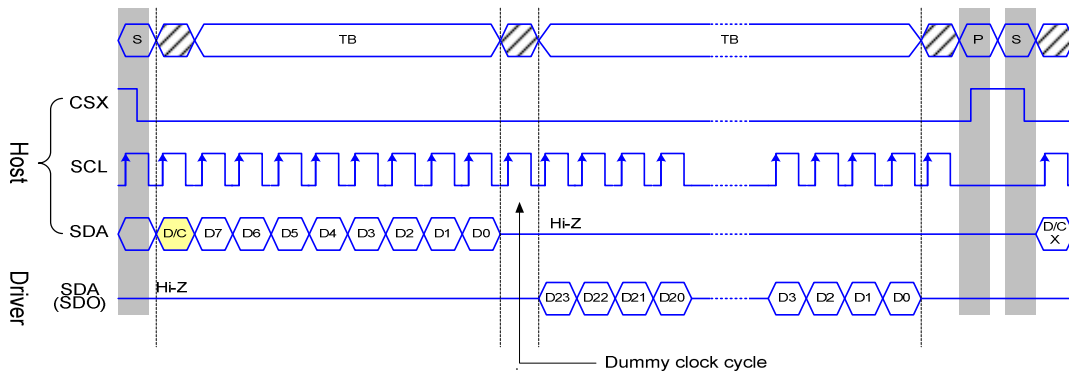 S TB TB P S
CSX
Host
SCL
SDA D/C D7 D6 D5 D4 D3 D2 D1 D0 Hi-Z D/C X
Driver
SDA (SDO) Hi-Z D23 D22 D21 D20 D3 D2 D1 D0
Dummy clock cycle